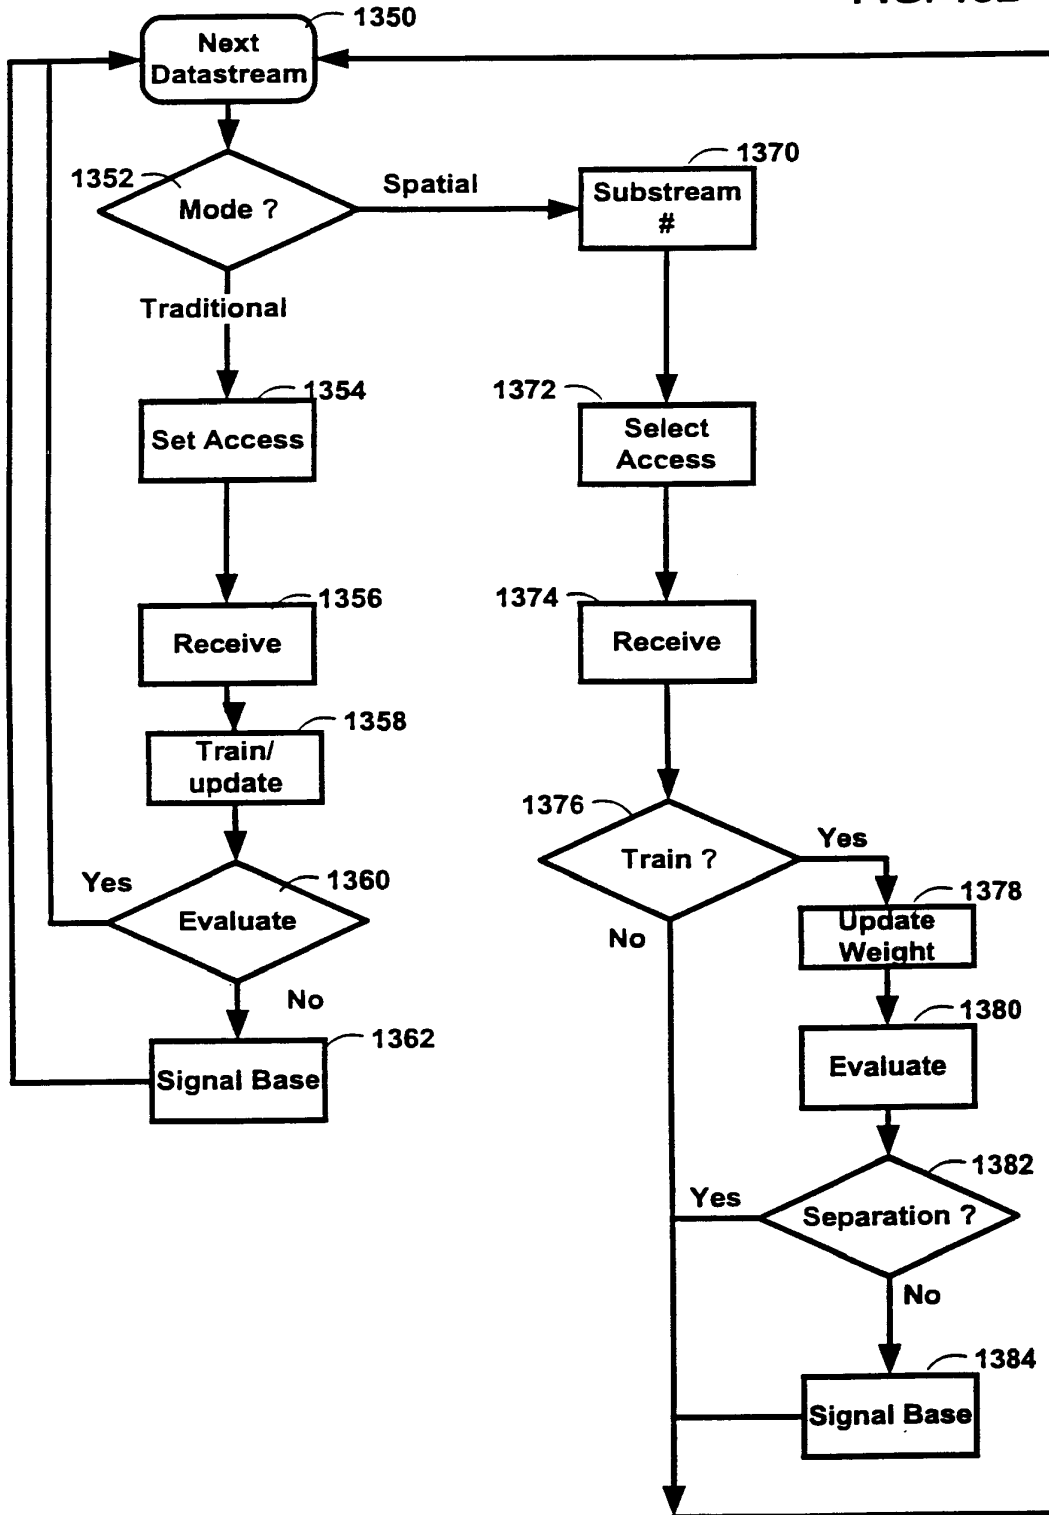 1350
Next
Datastream
1352
Mode ?
Spatial
1370
Substream
#
Traditional
1354
Set Access
1372
Select
Access
1356
Receive
1374
Receive
1358
Train/
update
1376
Train ?
Yes
No
1378
Update
Weight
Yes
1360
Evaluate
No
1362
Signal Base
1380
Evaluate
1382
Separation ?
Yes
No
1384
Signal Base